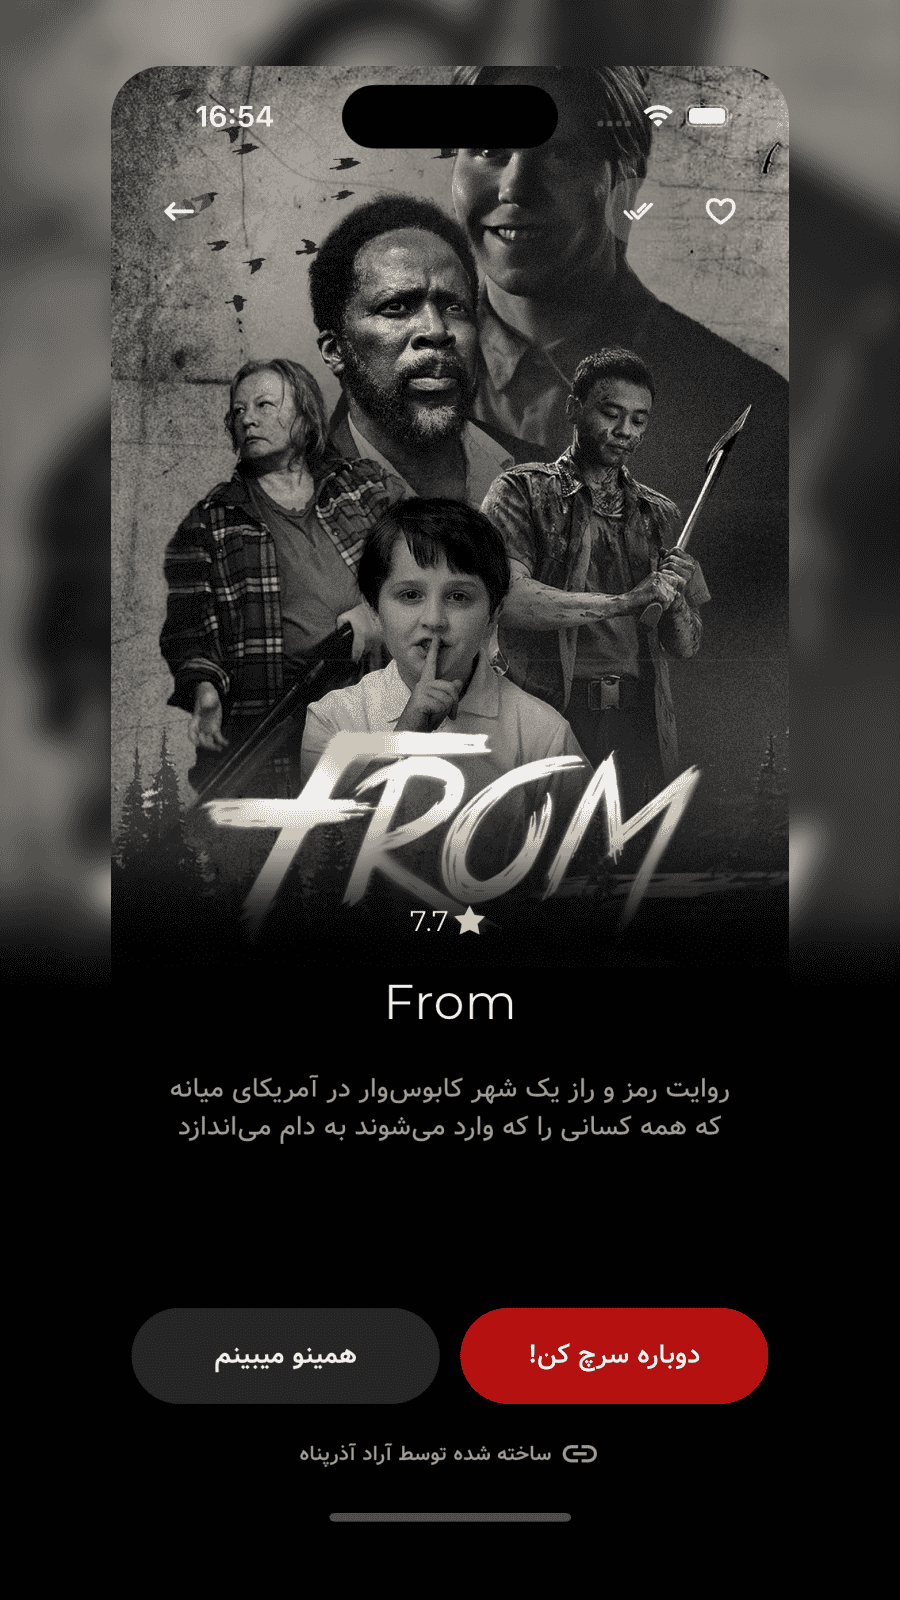 16:54
FROM
7.7
From
روایت رمز و راز یک شهر کابوس‌وار در آمریکای میانه
که همه کسانی را که وارد می‌شوند به دام می‌اندازد
دوباره سرچ کن!
همینو میبینم
ساخته شده توسط آراد آذرپناه